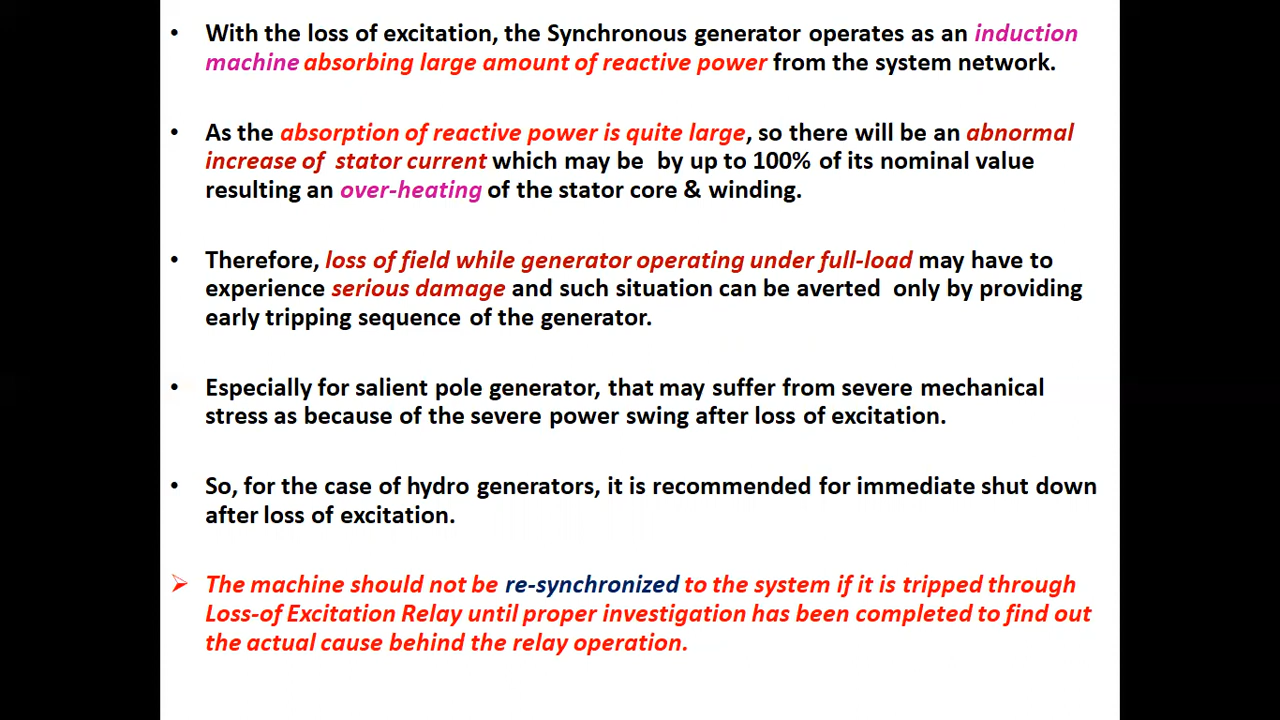 • With the loss of excitation, the Synchronous generator operates as an induction
machine absorbing large amount of reactive power from the system network.
• As the absorption of reactive power is quite large, so there will be an abnormal
increase of stator current which may be by up to 100% of its nominal value
resulting an over-heating of the stator core & winding.
• Therefore, loss of field while generator operating under full-load may have to
experience serious damage and such situation can be averted only by providing
early tripping sequence of the generator.
• Especially for salient pole generator, that may suffer from severe mechanical
stress as because of the severe power swing after loss of excitation.
• So, for the case of hydro generators, it is recommended for immediate shut down
after loss of excitation.
➢ The machine should not be re-synchronized to the system if it is tripped through
Loss-of Excitation Relay until proper investigation has been completed to find out
the actual cause behind the relay operation.